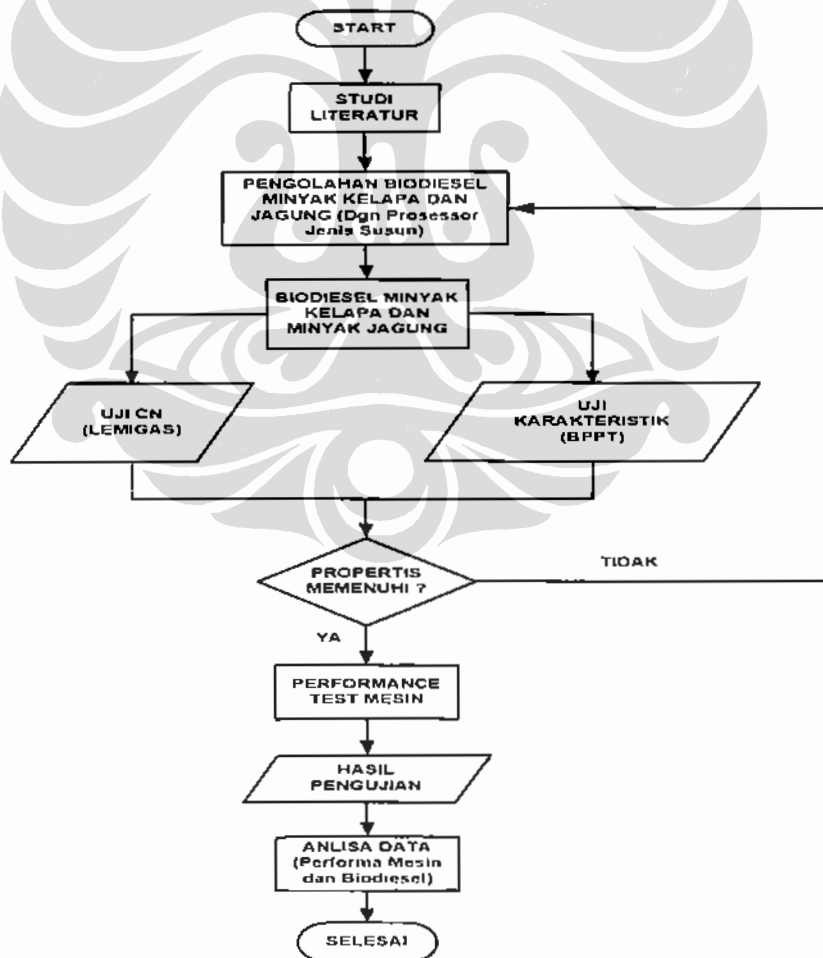 START
STUDI
LITERATUR
PENGOLAHAN BIODIESEL
MINYAK KELAPA DAN
JAGUNG (Dgn Prosessor
Jenis Susun)
BIODIESEL MINYAK
KELAPA DAN
MINYAK JAGUNG
UJI CN
(LEMIGAS)
UJI
KARAKTERISTIK
(BPPT)
PROPERTIS
MEMENUHI ?
TIDAK
YA
PERFORMANCE
TEST MESIN
HASIL
PENGUJIAN
ANLISA DATA
(Performa Mesin
dan Biodiesel)
SELESAI